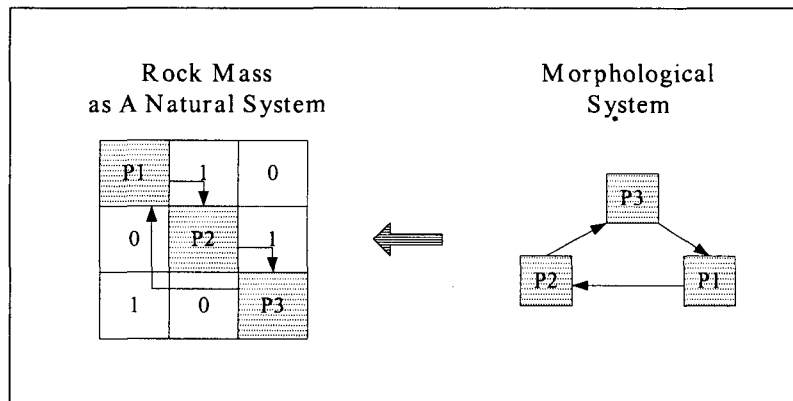 Rock Mass
as A Natural System
Morphological
System
P1 1 0
0 P2 1
1 0 P3
P3
P2 P1